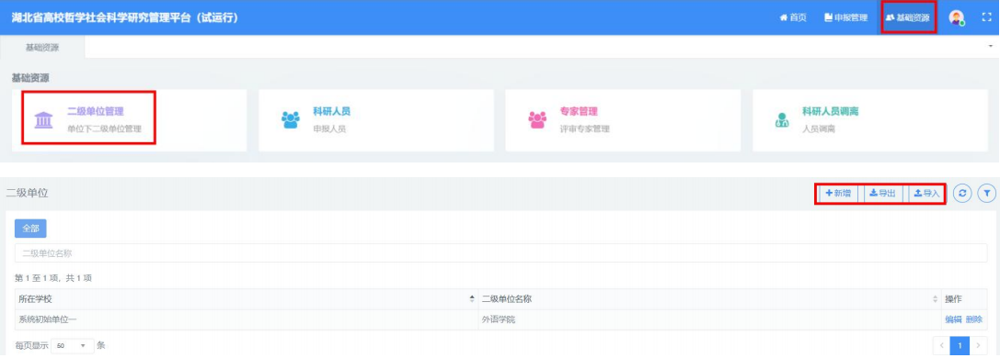 湖北省高校哲学社会科学研究管理平台（试运行） 首页 申报管理 基础资源
基础资源
基础资源
二级单位管理 科研人员 专家管理 科研人员调离
单位下二级单位管理 申报人员 评审专家管理 人员调离
二级单位 +新增 导出 导入
全部
二级单位名称
第 1 至 1 项, 共 1 项
所在学校 二级单位名称 操作
系统初始单位一 外语学院 编辑 删除
每页显示 50 条 < 1 >